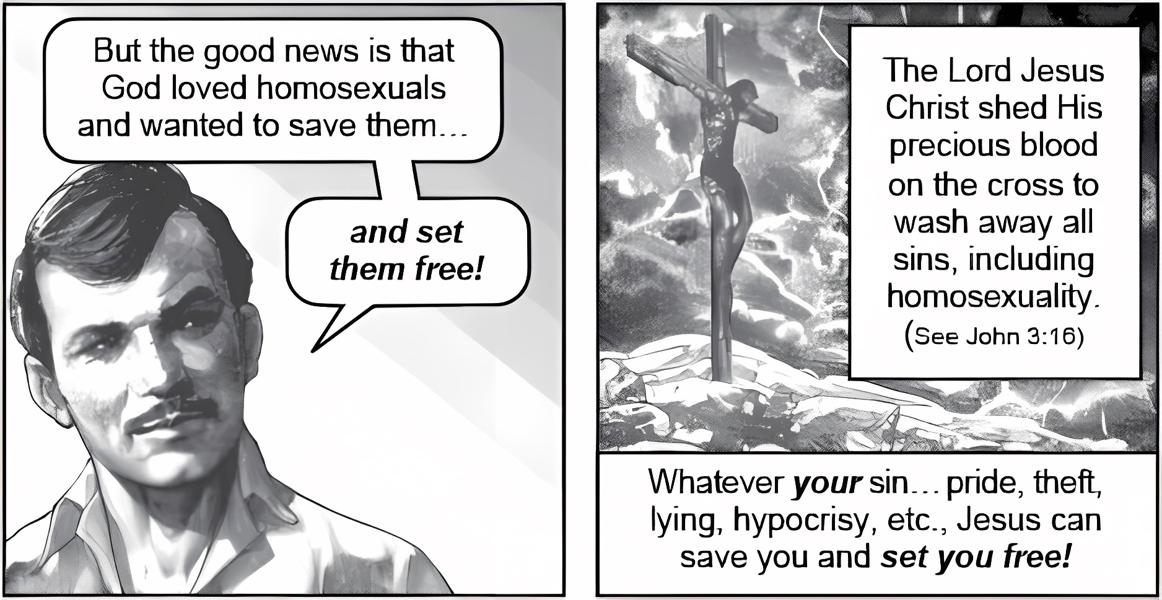 But the good news is that
God loved homosexuals
and wanted to save them...
and set
them free!
The Lord Jesus
Christ shed His
precious blood
on the cross to
wash away all
sins, including
homosexuality.
(See John 3:16)
Whatever your sin... pride, theft,
lying, hypocrisy, etc., Jesus can
save you and set you free!